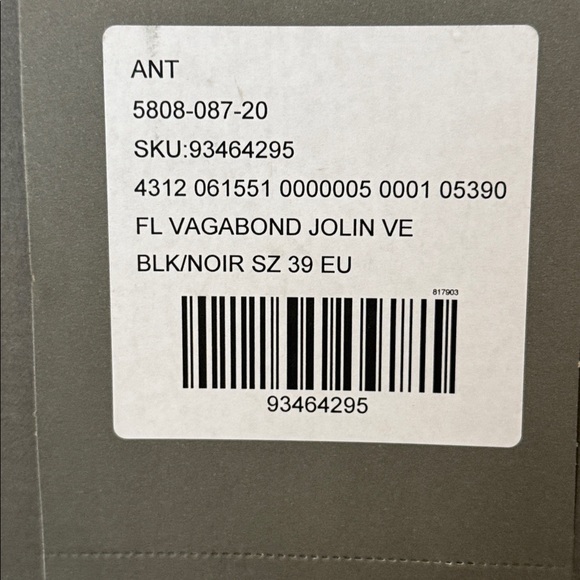 ANT
5808-087-20
SKU:93464295
4312 061551 0000005 0001 05390
FL VAGABOND JOLIN VE
BLK/NOIR SZ 39 EU
817903
93464295